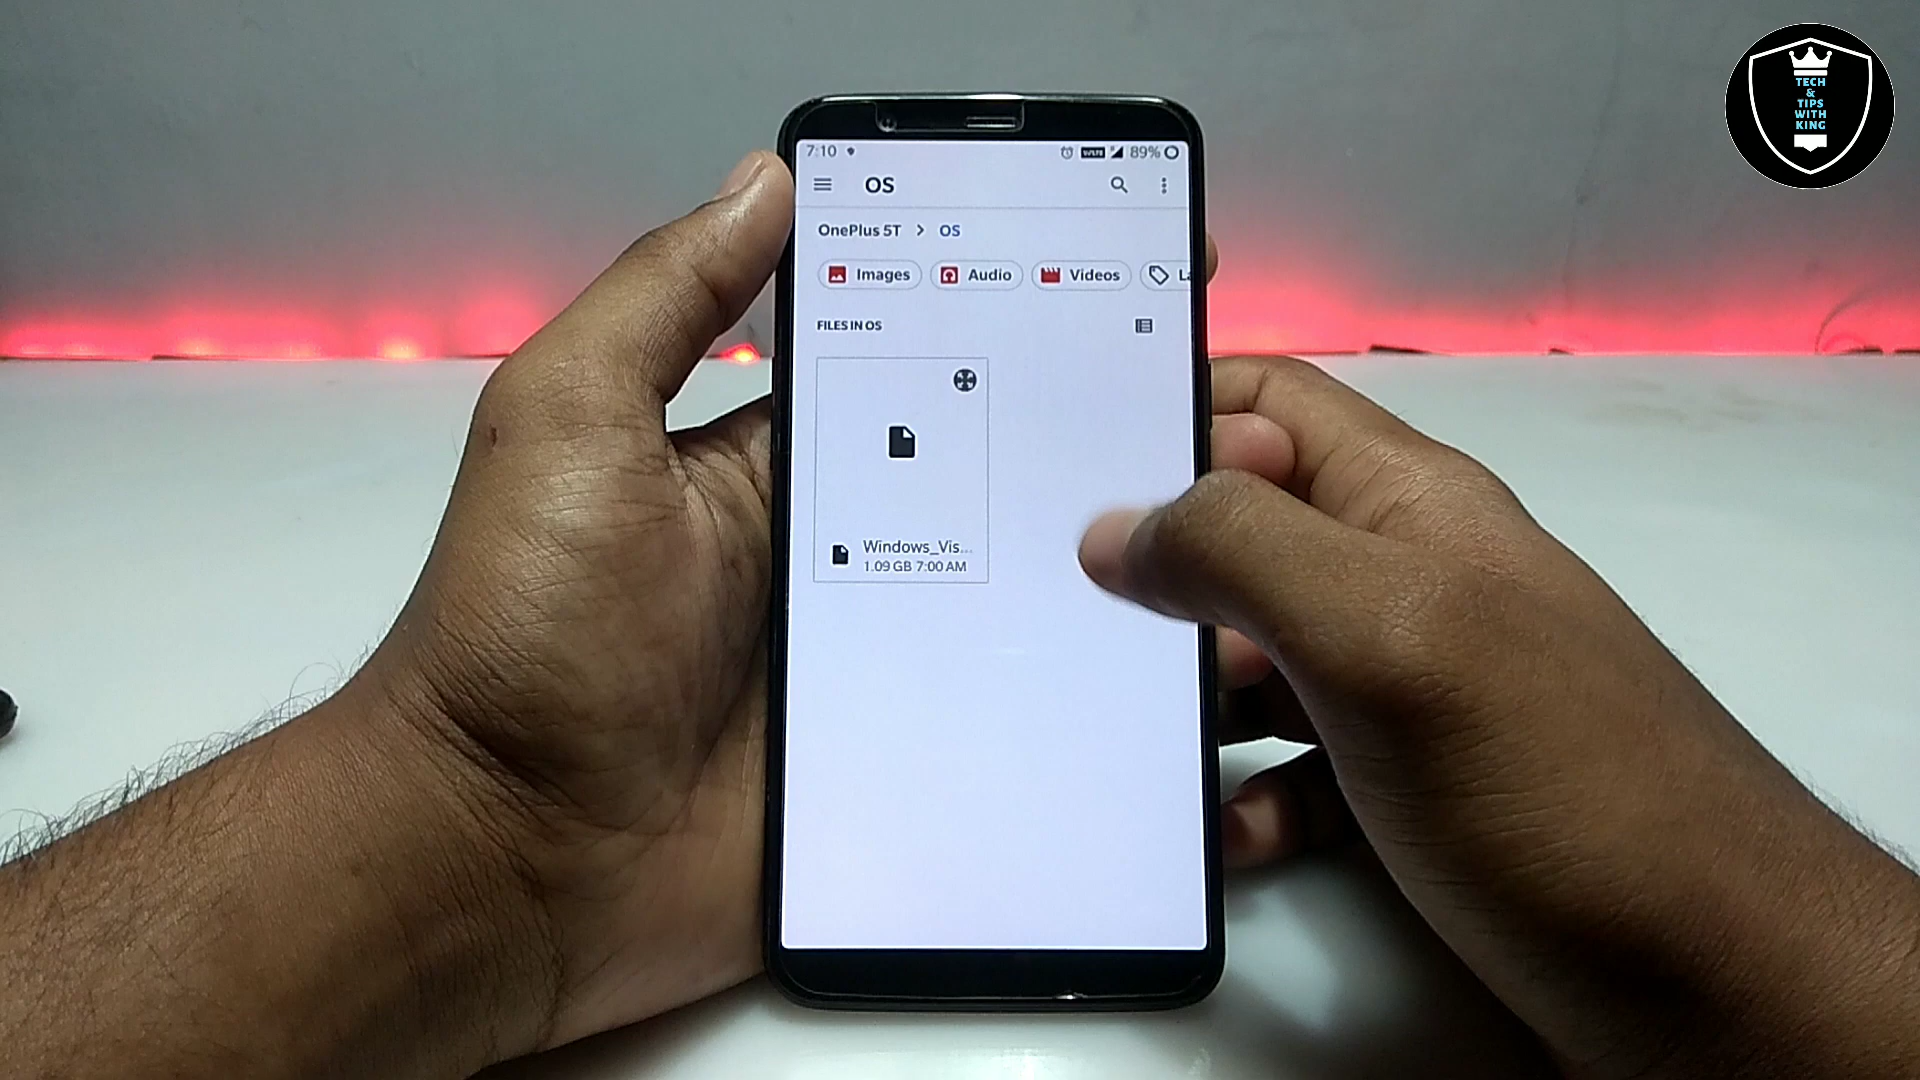 TECH
&
TIPS
WITH
KING
7:10 89%
OS
OnePlus 5T > OS
Images Audio Videos
FILES IN OS
Windows_Vis...
1.09 GB 7:00 AM